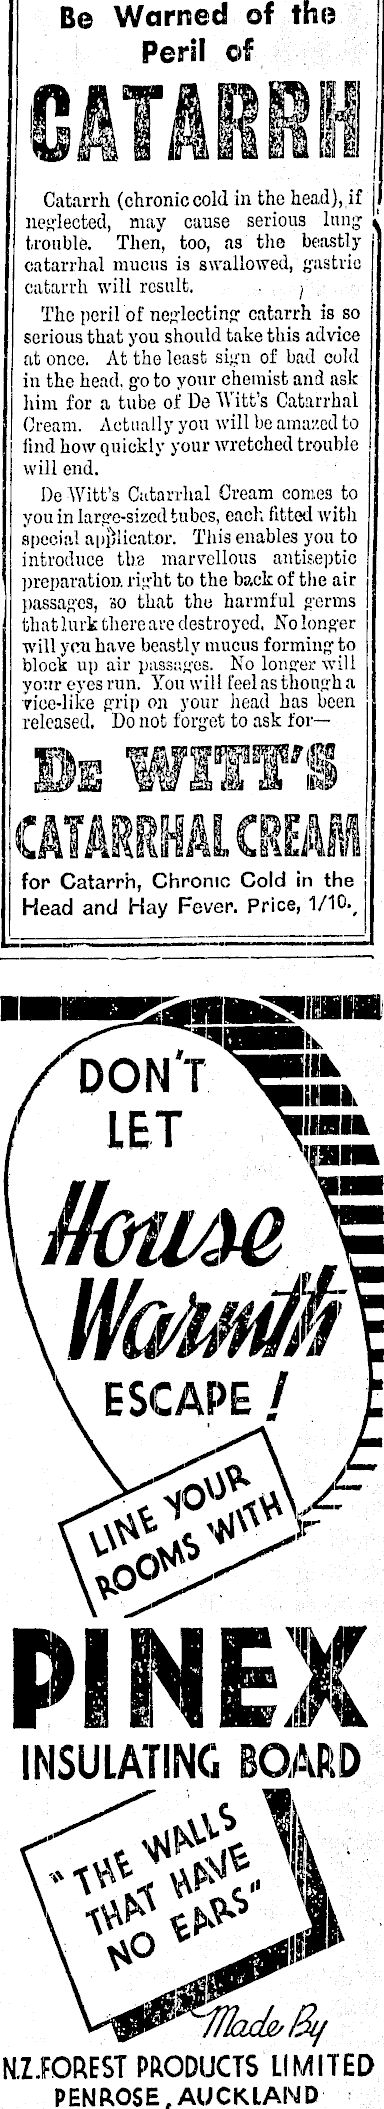 Be Warned of the
Peril of
CATARRH
Catarrh (chronic cold in the head), if
neglected, may cause serious lung
trouble. Then, too, as the beastly
catarrhal mucus is swallowed, gastric
catarrh will result.
The peril of neglecting catarrh is so
serious that you should take this advice
at once. At the least sign of bad cold
in the head, go to your chemist and ask
him for a tube of De Witt's Catarrhal
Cream. Actually you will be amazed to
find how quickly your wretched trouble
will end.
De Witt's Catarrhal Cream comes to
you in large-sized tubes, each fitted with
special applicator. This enables you to
introduce the marvellous antiseptic
preparation right to the back of the air
passages, so that the harmful germs
that lurk there are destroyed. No longer
will you have beastly mucus forming to
block up air passages. No longer will
your eyes run. You will feel as though a
vice-like grip on your head has been
released. Do not forget to ask for—
DE WITT'S
CATARRHAL CREAM
for Catarrh, Chronic Cold in the
Head and Hay Fever. Price, 1/10.
DON'T
LET
House
Warmth
ESCAPE!
LINE YOUR
ROOMS WITH
PINEX
INSULATING BOARD
"THE WALLS
THAT HAVE
NO EARS"
Made By
N.Z. FOREST PRODUCTS LIMITED
PENROSE, AUCKLAND